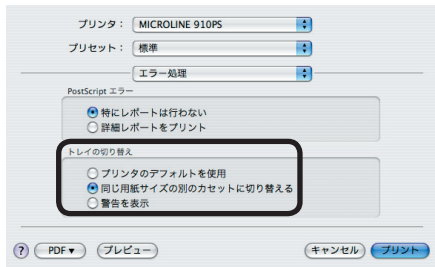 プリンタ： MICROLINE 910PS
プリセット： 標準
エラー処理
PostScript エラー
特にレポートは行わない
詳細レポートをプリント
トレイの切り替え
プリンタのデフォルトを使用
同じ用紙サイズの別のカセットに切り替える
警告を表示
? PDF▼ プレビュー キャンセル プリント